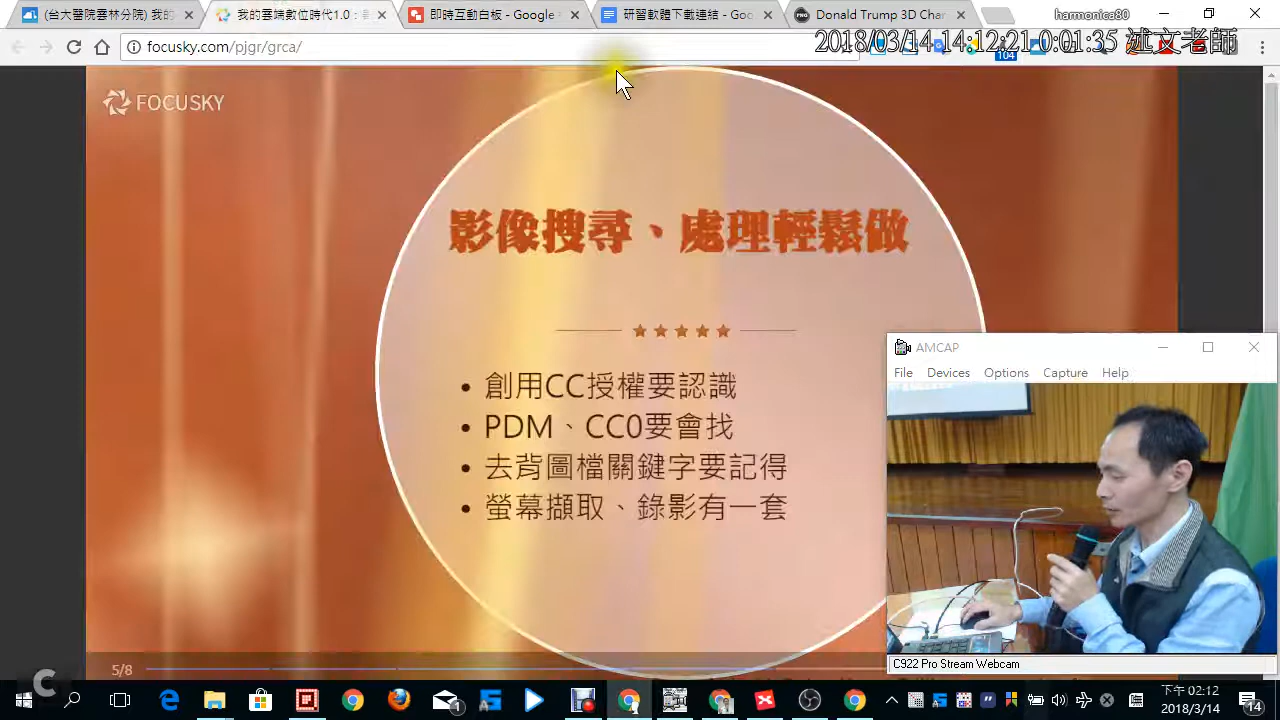 (台大醫院雲林分院) 我的
我的雲端數位時代1.0 :
即時互動白板 - Google
研習軟體下載連結 - Goo
Donald Trump 3D Charac
harmonica80
focusky.com/pjgr/grca/
2018/03/14 14:12:21 0:01:35 述文老師
104
FOCUSKY
影像搜尋、處理輕鬆做
• 創用CC授權要認識
• PDM、CC0要會找
• 去背圖檔關鍵字要記得
• 螢幕擷取、錄影有一套
AMCAP
File Devices Options Capture Help
C922 Pro Stream Webcam
5/8
下午 02:12
2018/3/14
14